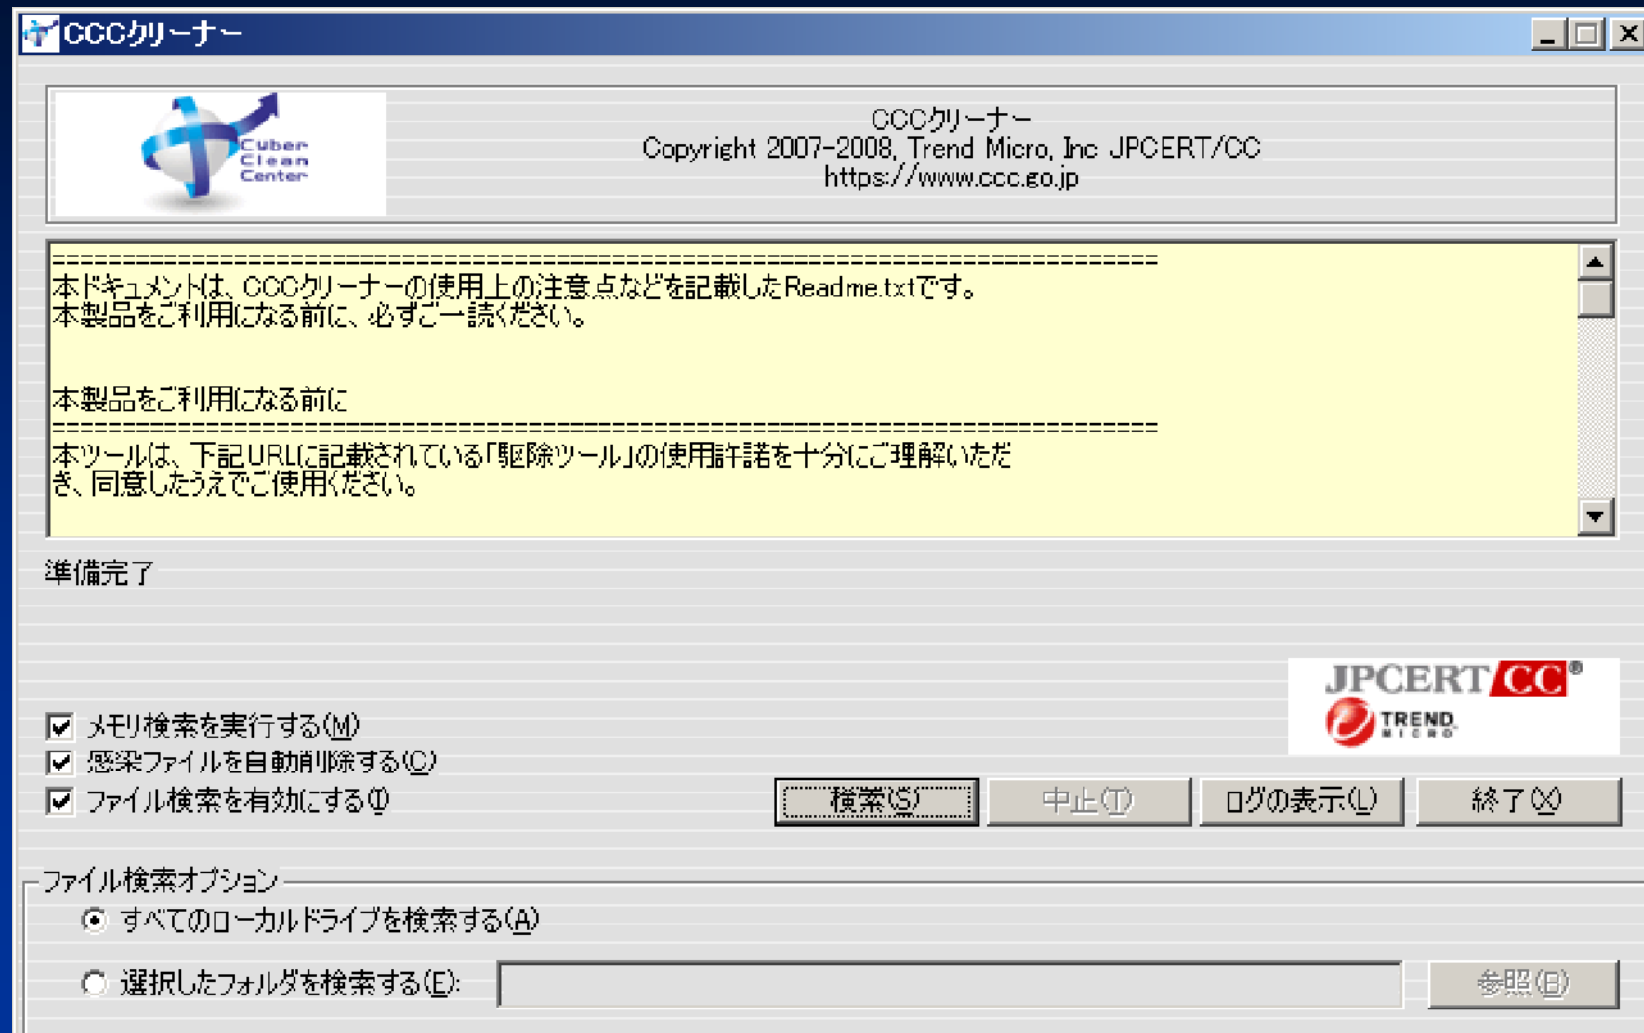 CCCクリーナー
Cyber
Clean
Center
CCCクリーナー
Copyright 2007-2008, Trend Micro, Inc JPCERT/CC
https://www.ccc.go.jp
===============================================================================
本ドキュメントは、CCCクリーナーの使用上の注意点などを記載したReadme.txtです。
本製品をご利用になる前に、必ずご一読ください。
本製品をご利用になる前に
===============================================================================
本ツールは、下記URLに記載されている「駆除ツール」の使用許諾を十分にご理解いただ
き、同意したうえでご使用ください。
準備完了
JPCERT/CC®
TREND
MICRO
メモリ検索を実行する(M)
感染ファイルを自動削除する(C)
ファイル検索を有効にする(I)
検索(S) 中止(T) ログの表示(L) 終了(X)
ファイル検索オプション
すべてのローカルドライブを検索する(A)
選択したフォルダを検索する(E): 参照(B)